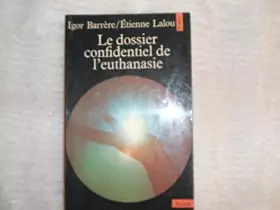 Igor Barrère/Étienne Lalou
Le dossier
confidentiel de
l'euthanasie